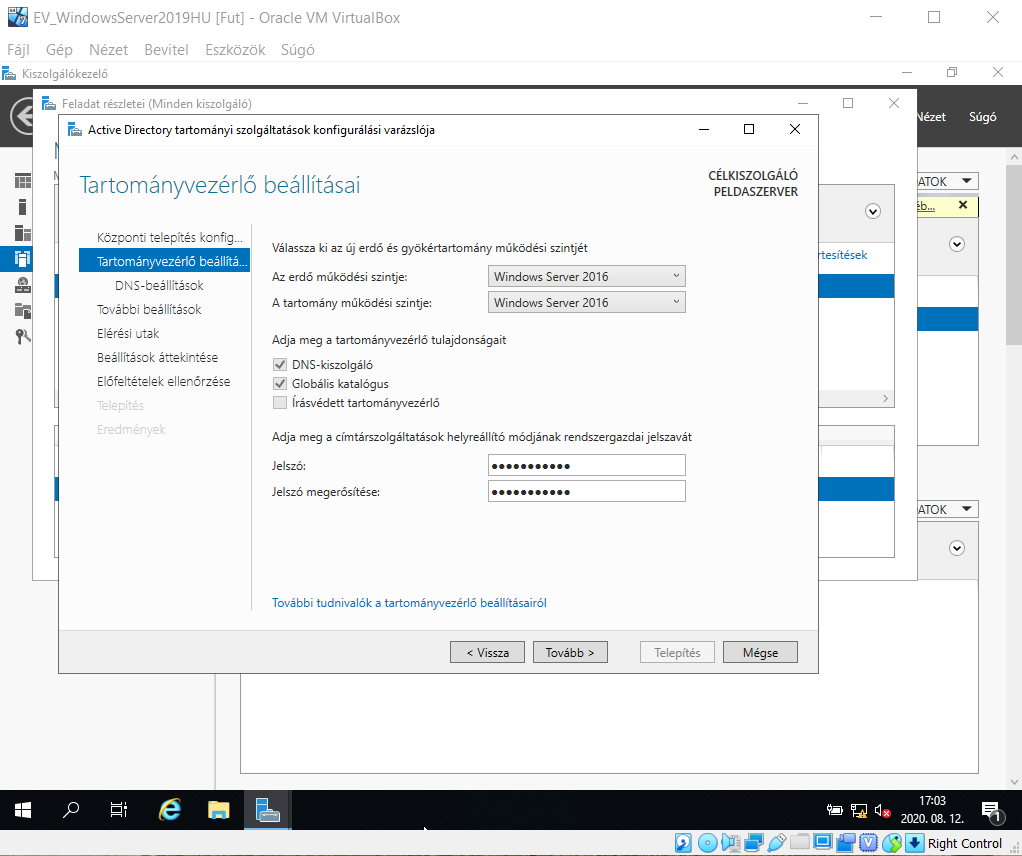 EV_WindowsServer2019HU [Fut] - Oracle VM VirtualBox
Fájl Gép Nézet Bevitel Eszközök Súgó
Kiszolgálókezelő
Feladat részletei (Minden kiszolgáló)
Nézet Súgó
Active Directory tartományi szolgáltatások konfigurálási varázslója
Tartományvezérlő beállításai
CÉLKISZOLGÁLÓ
PELDASZERVER
ATOK
éb...
rtesítések
Központi telepítés konfig...
Tartományvezérlő beállítá...
DNS-beállítások
További beállítások
Elérési utak
Beállítások áttekintése
Előfeltételek ellenőrzése
Telepítés
Eredmények
Válassza ki az új erdő és gyökértartomány működési szintjét
Az erdő működési szintje: Windows Server 2016
A tartomány működési szintje: Windows Server 2016
Adja meg a tartományvezérlő tulajdonságait
DNS-kiszolgáló
Globális katalógus
Írásvédett tartományvezérlő
Adja meg a címtárszolgáltatások helyreállító módjának rendszergazdai jelszavát
Jelszó: ●●●●●●●●●●●
Jelszó megerősítése: ●●●●●●●●●●●
ATOK
További tudnivalók a tartományvezérlő beállításairól
< Vissza Tovább > Telepítés Mégse
17:03
2020. 08. 12.
1
Right Control